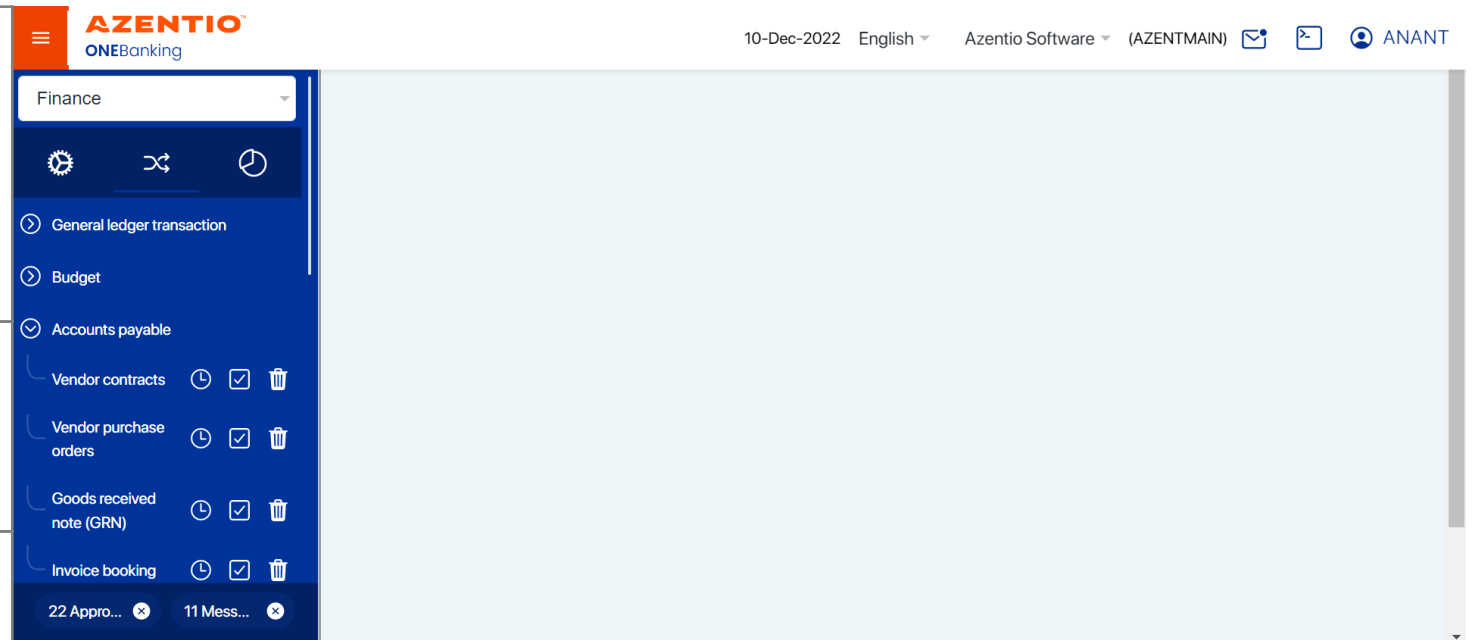 AZENTIO
ONEBanking
10-Dec-2022 English Azentio Software (AZENTMAIN) ANANT
Finance
General ledger transaction
Budget
Accounts payable
Vendor contracts
Vendor purchase
orders
Goods received
note (GRN)
Invoice booking
22 Appro... 11 Mess...